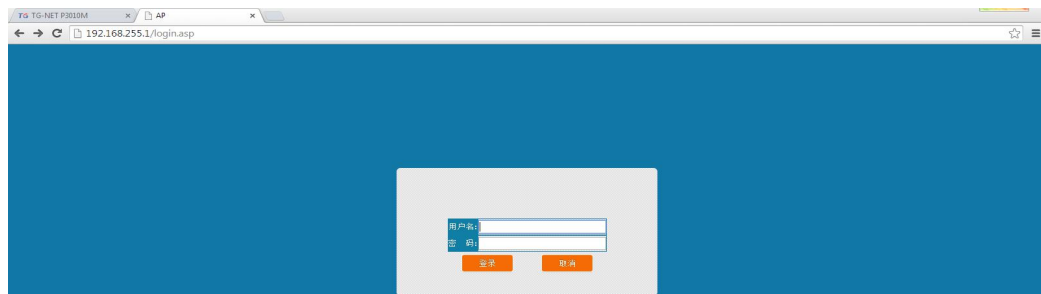 TG TG-NET P3010M
AP
192.168.255.1/login.asp
用户名:
密 码:
登录
取消